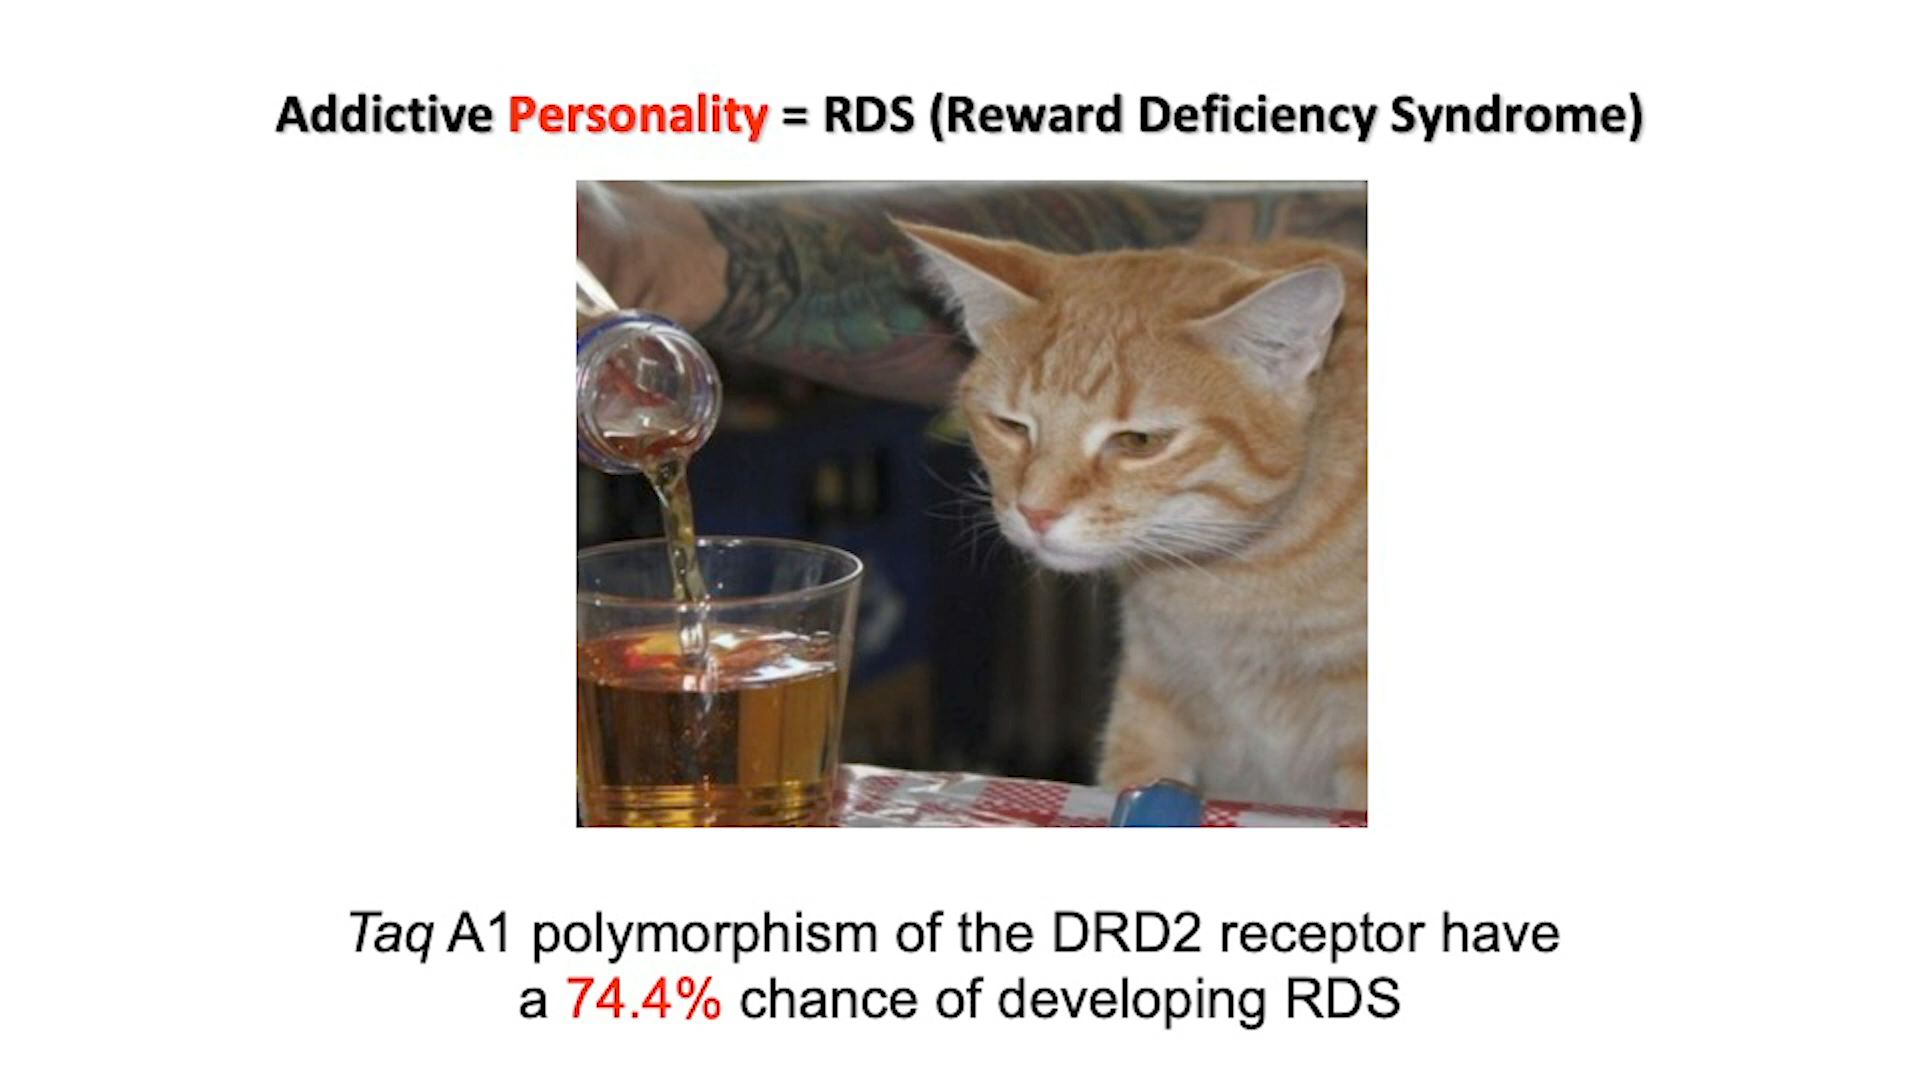 Addictive Personality = RDS (Reward Deficiency Syndrome)
Taq A1 polymorphism of the DRD2 receptor have
a 74.4% chance of developing RDS